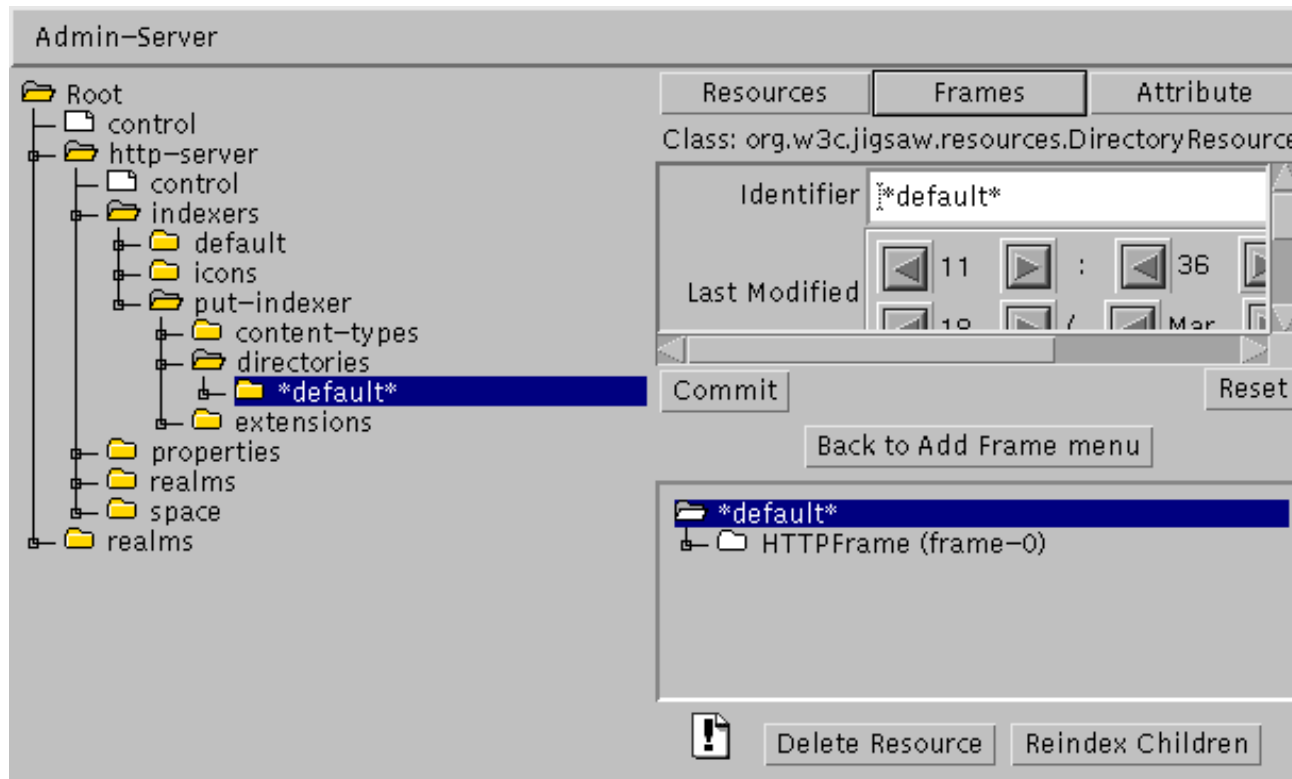 Admin-Server
Root
control
http-server
control
indexers
default
icons
put-indexer
content-types
directories
*default*
extensions
properties
realms
space
realms
Resources Frames Attribute
Class: org.w3c.jigsaw.resources.DirectoryResource
Identifier *default*
Last Modified 11 : 36
18 / Mar
Commit Reset
Back to Add Frame menu
*default*
HTTPFrame (frame-0)
Delete Resource Reindex Children